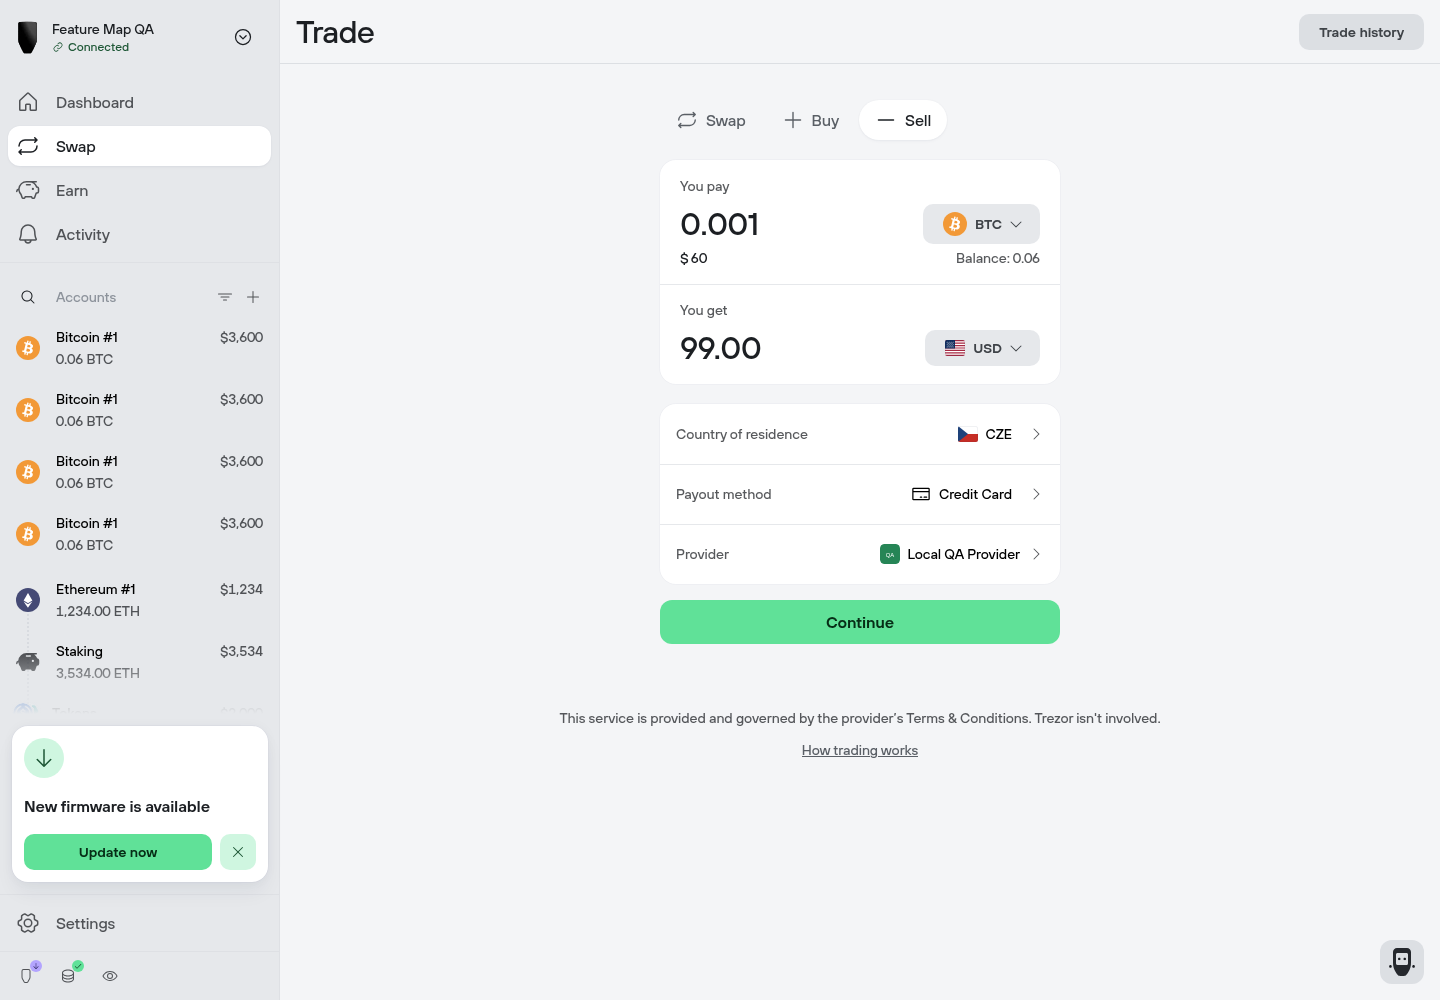 Feature Map QA
Connected
Dashboard
Swap
Earn
Activity
Accounts
Bitcoin #1 $3,600
0.06 BTC
Bitcoin #1 $3,600
0.06 BTC
Bitcoin #1 $3,600
0.06 BTC
Bitcoin #1 $3,600
0.06 BTC
Ethereum #1 $1,234
1,234.00 ETH
Staking $3,534
3,534.00 ETH
New firmware is available
Update now
Settings
Trade
Trade history
Swap Buy Sell
You pay
0.001 BTC
$ 60 Balance: 0.06
You get
99.00 USD
Country of residence CZE
Payout method Credit Card
Provider QA Local QA Provider
Continue
This service is provided and governed by the provider's Terms & Conditions. Trezor isn't involved.
How trading works